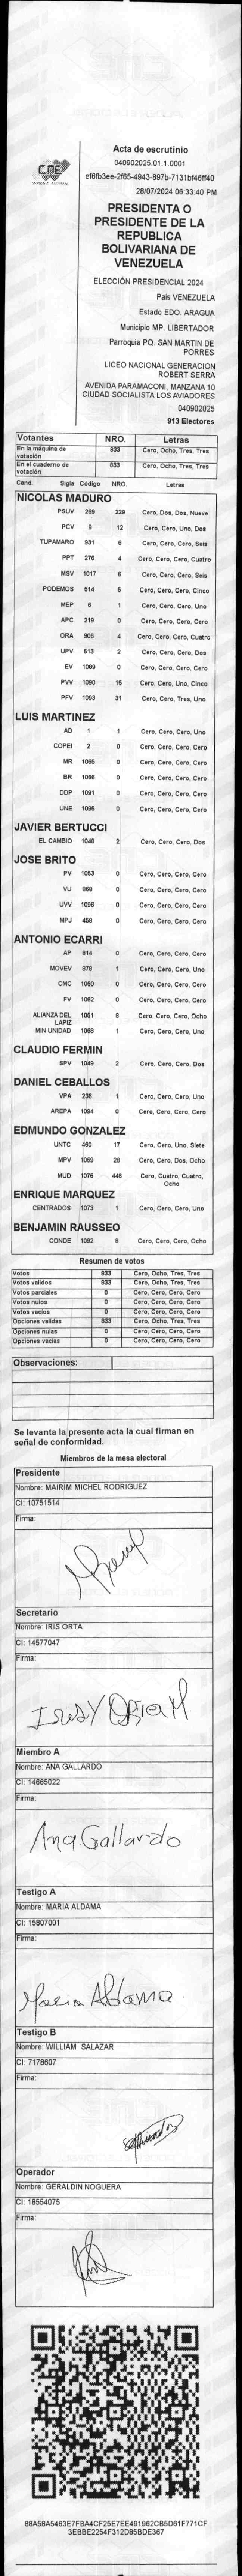 CNE
Acta de escrutinio
040902025.01.1.0001
ef6fb3ee-2f65-4943-897b-7131bf46ff40
28/07/2024 06:33:40 PM
PRESIDENTA O
PRESIDENTE DE LA
REPUBLICA
BOLIVARIANA DE
VENEZUELA
ELECCIÓN PRESIDENCIAL 2024
Pais VENEZUELA
Estado EDO. ARAGUA
Municipio MP. LIBERTADOR
Parroquia PQ. SAN MARTIN DE
PORRES
LICEO NACIONAL GENERACION
ROBERT SERRA
AVENIDA PARAMACONI, MANZANA 10
CIUDAD SOCIALISTA LOS AVIADORES
040902025
913 Electores
Votantes NRO. Letras
En la máquina de votación 833 Cero, Ocho, Tres, Tres
En el cuaderno de votación 833 Cero, Ocho, Tres, Tres
Cand. Sigla Código NRO. Letras
NICOLAS MADURO
PSUV 269 229 Cero, Dos, Dos, Nueve
PCV 9 12 Cero, Cero, Uno, Dos
TUPAMARO 931 6 Cero, Cero, Cero, Seis
PPT 276 4 Cero, Cero, Cero, Cuatro
MSV 1017 6 Cero, Cero, Cero, Seis
PODEMOS 514 5 Cero, Cero, Cero, Cinco
MEP 6 1 Cero, Cero, Cero, Uno
APC 219 0 Cero, Cero, Cero, Cero
ORA 906 4 Cero, Cero, Cero, Cuatro
UPV 513 2 Cero, Cero, Cero, Dos
EV 1089 0 Cero, Cero, Cero, Cero
PVV 1090 15 Cero, Cero, Uno, Cinco
PFV 1093 31 Cero, Cero, Tres, Uno
LUIS MARTINEZ
AD 1 1 Cero, Cero, Cero, Uno
COPEI 2 0 Cero, Cero, Cero, Cero
MR 1065 0 Cero, Cero, Cero, Cero
BR 1066 0 Cero, Cero, Cero, Cero
DDP 1091 0 Cero, Cero, Cero, Cero
UNE 1095 0 Cero, Cero, Cero, Cero
JAVIER BERTUCCI
EL CAMBIO 1048 2 Cero, Cero, Cero, Dos
JOSE BRITO
PV 1053 0 Cero, Cero, Cero, Cero
VU 868 0 Cero, Cero, Cero, Cero
UVV 1096 0 Cero, Cero, Cero, Cero
MPJ 458 0 Cero, Cero, Cero, Cero
ANTONIO ECARRI
AP 914 0 Cero, Cero, Cero, Cero
MOVEV 679 1 Cero, Cero, Cero, Uno
CMC 1050 0 Cero, Cero, Cero, Cero
FV 1062 0 Cero, Cero, Cero, Cero
ALIANZA DEL LAPIZ 1051 8 Cero, Cero, Cero, Ocho
MIN UNIDAD 1068 1 Cero, Cero, Cero, Uno
CLAUDIO FERMIN
SPV 1049 2 Cero, Cero, Cero, Dos
DANIEL CEBALLOS
VPA 236 1 Cero, Cero, Cero, Uno
AREPA 1094 0 Cero, Cero, Cero, Cero
EDMUNDO GONZALEZ
UNTC 460 17 Cero, Cero, Uno, Siete
MPV 1069 28 Cero, Cero, Dos, Ocho
MUD 1075 448 Cero, Cuatro, Cuatro, Ocho
ENRIQUE MARQUEZ
CENTRADOS 1073 1 Cero, Cero, Cero, Uno
BENJAMIN RAUSSEO
CONDE 1092 8 Cero, Cero, Cero, Ocho
Resumen de votos
Votos 833 Cero, Ocho, Tres, Tres
Votos validos 833 Cero, Ocho, Tres, Tres
Votos parciales 0 Cero, Cero, Cero, Cero
Votos nulos 0 Cero, Cero, Cero, Cero
Votos vacios 0 Cero, Cero, Cero, Cero
Opciones validas 833 Cero, Ocho, Tres, Tres
Opciones nulas 0 Cero, Cero, Cero, Cero
Opciones vacias 0 Cero, Cero, Cero, Cero
Observaciones:
Se levanta la presente acta la cual firman en
señal de conformidad.
Miembros de la mesa electoral
Presidente
Nombre: MAIRIM MICHEL RODRIGUEZ
CI: 10751514
Firma:
Secretario
Nombre: IRIS ORTA
CI: 14577047
Firma:
Miembro A
Nombre: ANA GALLARDO
CI: 14665022
Firma:
Ana Gallardo
Testigo A
Nombre: MARIA ALDAMA
CI: 15807001
Firma:
Maria Aldama
Testigo B
Nombre: WILLIAM SALAZAR
CI: 7178607
Firma:
Operador
Nombre: GERALDIN NOGUERA
CI: 18554075
Firma:
88A58A5463E7FBA4CF25E7EE491962CB5D61F771CF
3EBBE2254F312D85BDE367